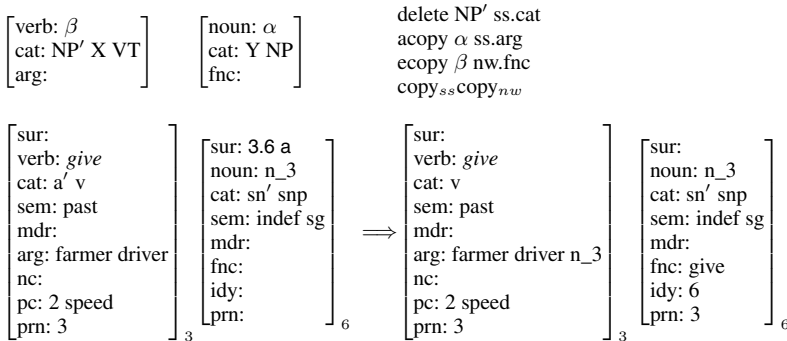 verb: β
cat: NP′ X VT
arg:
noun: α
cat: Y NP
fnc:
delete NP′ ss.cat
acopy α ss.arg
ecopy β nw.fnc
copyₛₛcopyₙw
sur:
verb: give
cat: a′ v
sem: past
mdr:
arg: farmer driver
nc:
pc: 2 speed
prn: 3
3
sur: 3.6 a
noun: n_3
cat: sn′ snp
sem: indef sg
mdr:
fnc:
idy:
prn:
6
⟹
sur:
verb: give
cat: v
sem: past
mdr:
arg: farmer driver n_3
nc:
pc: 2 speed
prn: 3
3
sur:
noun: n_3
cat: sn′ snp
sem: indef sg
mdr:
fnc: give
idy: 6
prn: 3
6